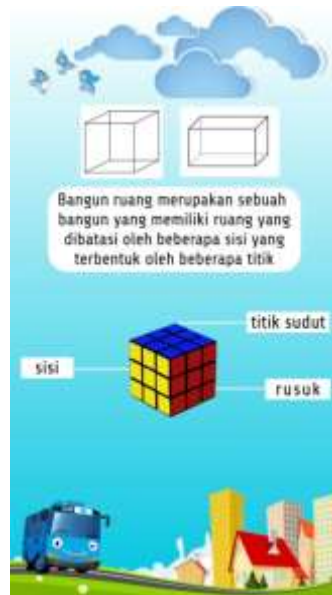 Bangun ruang merupakan sebuah
bangun yang memiliki ruang yang
dibatasi oleh beberapa sisi yang
terbentuk oleh beberapa titik
titik sudut
sisi
rusuk